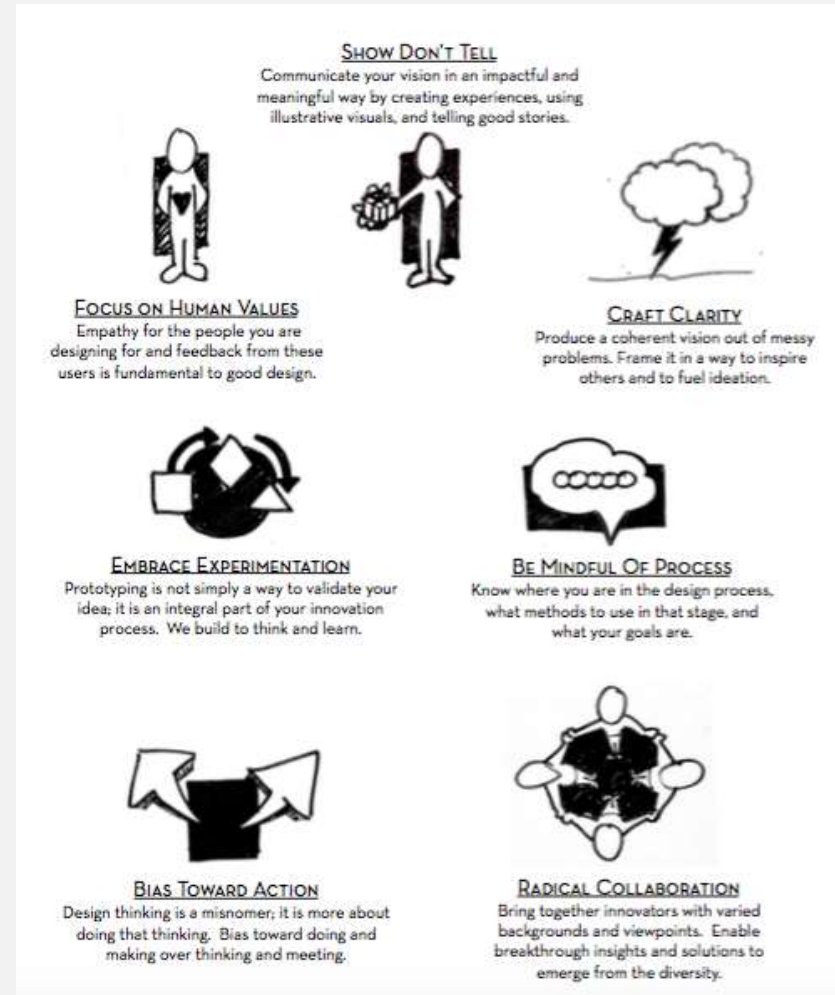 SHOW DON'T TELL
Communicate your vision in an impactful and
meaningful way by creating experiences, using
illustrative visuals, and telling good stories.
FOCUS ON HUMAN VALUES
Empathy for the people you are
designing for and feedback from these
users is fundamental to good design.
CRAFT CLARITY
Produce a coherent vision out of messy
problems. Frame it in a way to inspire
others and to fuel ideation.
EMBRACE EXPERIMENTATION
Prototyping is not simply a way to validate your
idea; it is an integral part of your innovation
process. We build to think and learn.
BE MINDFUL OF PROCESS
Know where you are in the design process,
what methods to use in that stage, and
what your goals are.
BIAS TOWARD ACTION
Design thinking is a misnomer; it is more about
doing that thinking. Bias toward doing and
making over thinking and meeting.
RADICAL COLLABORATION
Bring together innovators with varied
backgrounds and viewpoints. Enable
breakthrough insights and solutions to
emerge from the diversity.